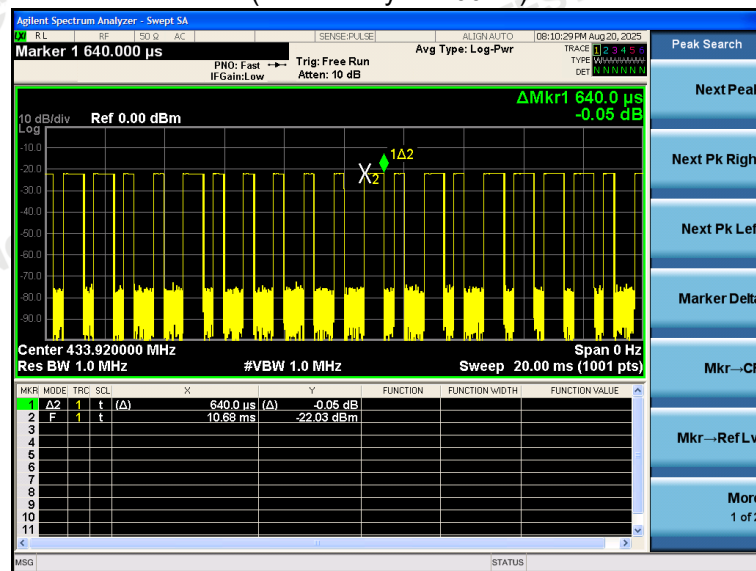 Agilent Spectrum Analyzer - Swept SA
RL RF 50 Ω AC SENSE:PULSE ALIGN AUTO 08:10:29 PM Aug 20, 2025
Marker 1 640.000 µs
PNO: Fast
IFGain:Low
Trig: Free Run
Atten: 10 dB
Avg Type: Log-Pwr
TRACE 1 2 3 4 5 6
TYPE
DET N N N N N N
ΔMkr1 640.0 µs
-0.05 dB
10 dB/div Ref 0.00 dBm
Log
-10.0
-20.0
-30.0
-40.0
-50.0
-60.0
-70.0
-80.0
-90.0
1Δ2
X2
Center 433.920000 MHz Span 0 Hz
Res BW 1.0 MHz #VBW 1.0 MHz Sweep 20.00 ms (1001 pts)
MKR MODE TRC SCL X Y FUNCTION FUNCTION WIDTH FUNCTION VALUE
1 Δ2 1 t (Δ) 640.0 µs (Δ) -0.05 dB
2 F 1 t 10.68 ms -22.03 dBm
3
4
5
6
7
8
9
10
11
MSG STATUS
Peak Search
Next Peak
Next Pk Righ
Next Pk Lef
Marker Delta
Mkr→CF
Mkr→Ref Lv
More
1 of 2